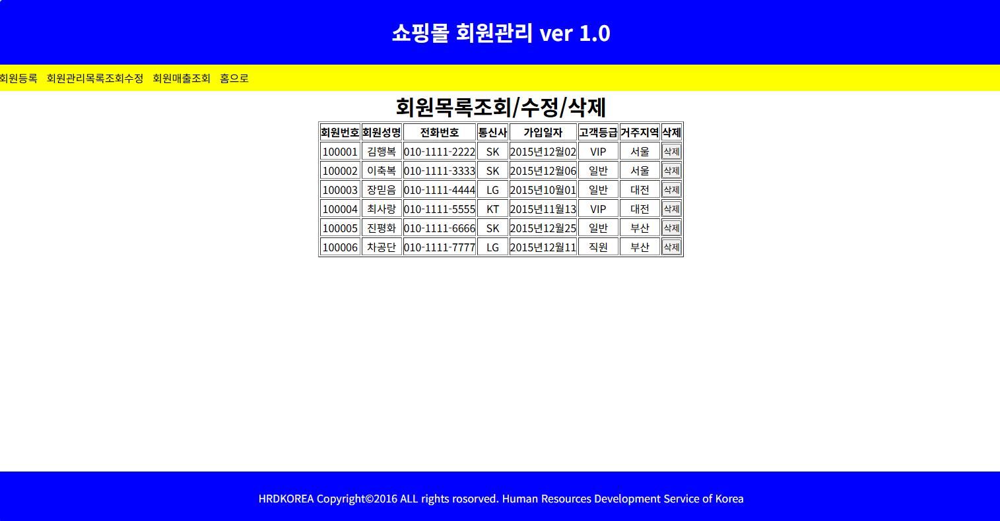 쇼핑몰 회원관리 ver 1.0
회원등록 회원관리목록조회수정 회원매출조회 홈으로
회원목록조회/수정/삭제
회원번호 회원성명 전화번호 통신사 가입일자 고객등급 거주지역 삭제
100001 김행복 010-1111-2222 SK 2015년12월02 VIP 서울 삭제
100002 이축복 010-1111-3333 SK 2015년12월06 일반 서울 삭제
100003 장믿음 010-1111-4444 LG 2015년10월01 일반 대전 삭제
100004 최사랑 010-1111-5555 KT 2015년11월13 VIP 대전 삭제
100005 진평화 010-1111-6666 SK 2015년12월25 일반 부산 삭제
100006 차공단 010-1111-7777 LG 2015년12월11 직원 부산 삭제
HRDKOREA Copyright©2016 ALL rights rosorved. Human Resources Development Service of Korea